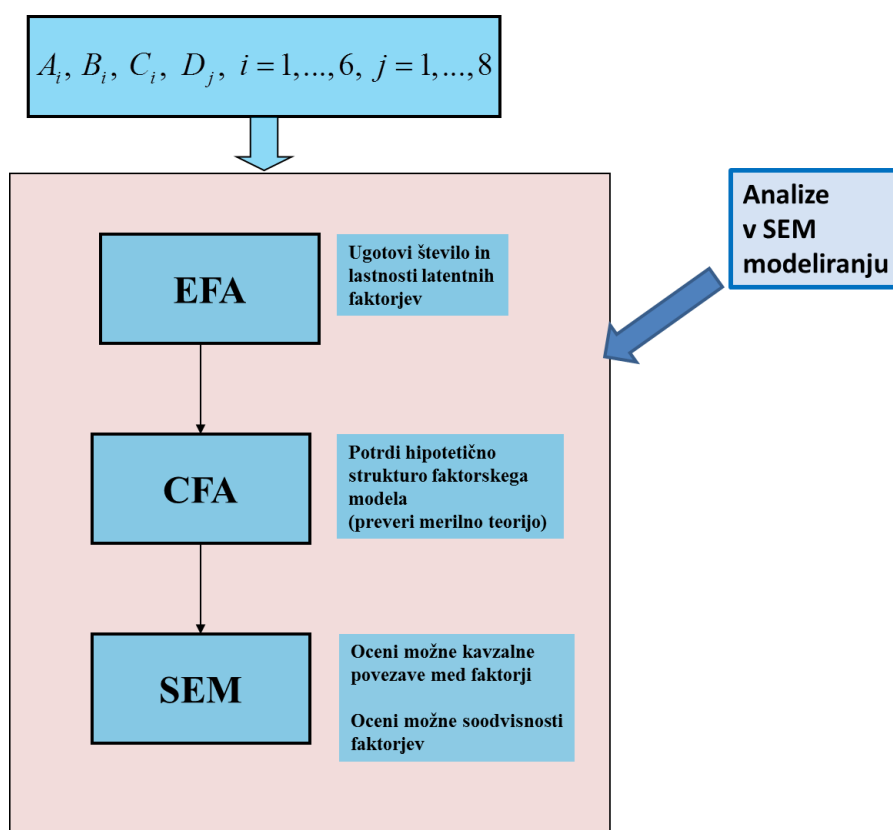 A_i, B_i, C_i, D_j, i = 1,...,6, j = 1,...,8
Analize
v SEM
modeliranju
EFA
Ugotovi število in
lastnosti latentnih
faktorjev
CFA
Potrdi hipotetično
strukturo faktorskega
modela
(preveri merilno teorijo)
SEM
Oceni možne kavzalne
povezave med faktorji
Oceni možne soodvisnosti
faktorjev